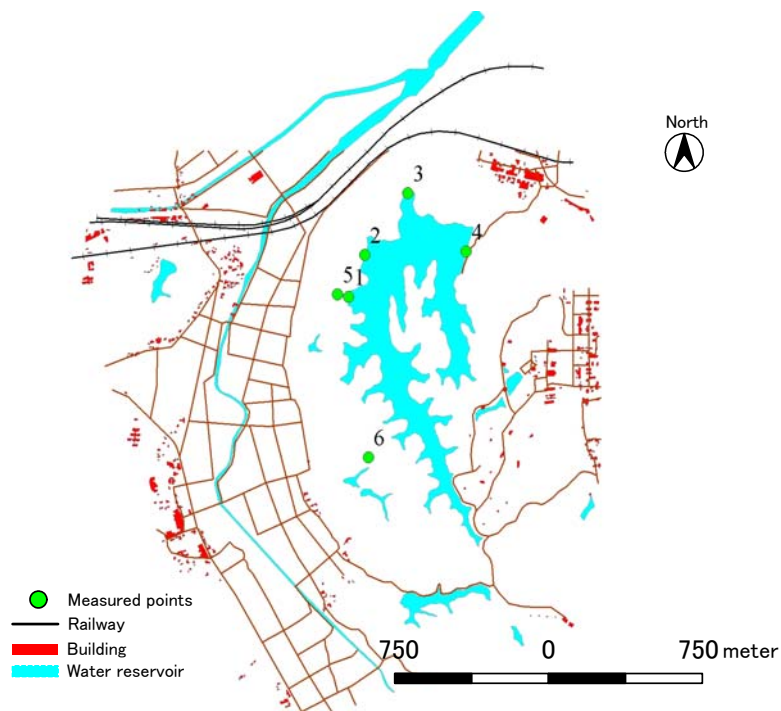 North
3
2
4
51
6
Measured points
Railway
Building
Water reservoir
750 0 750 meter